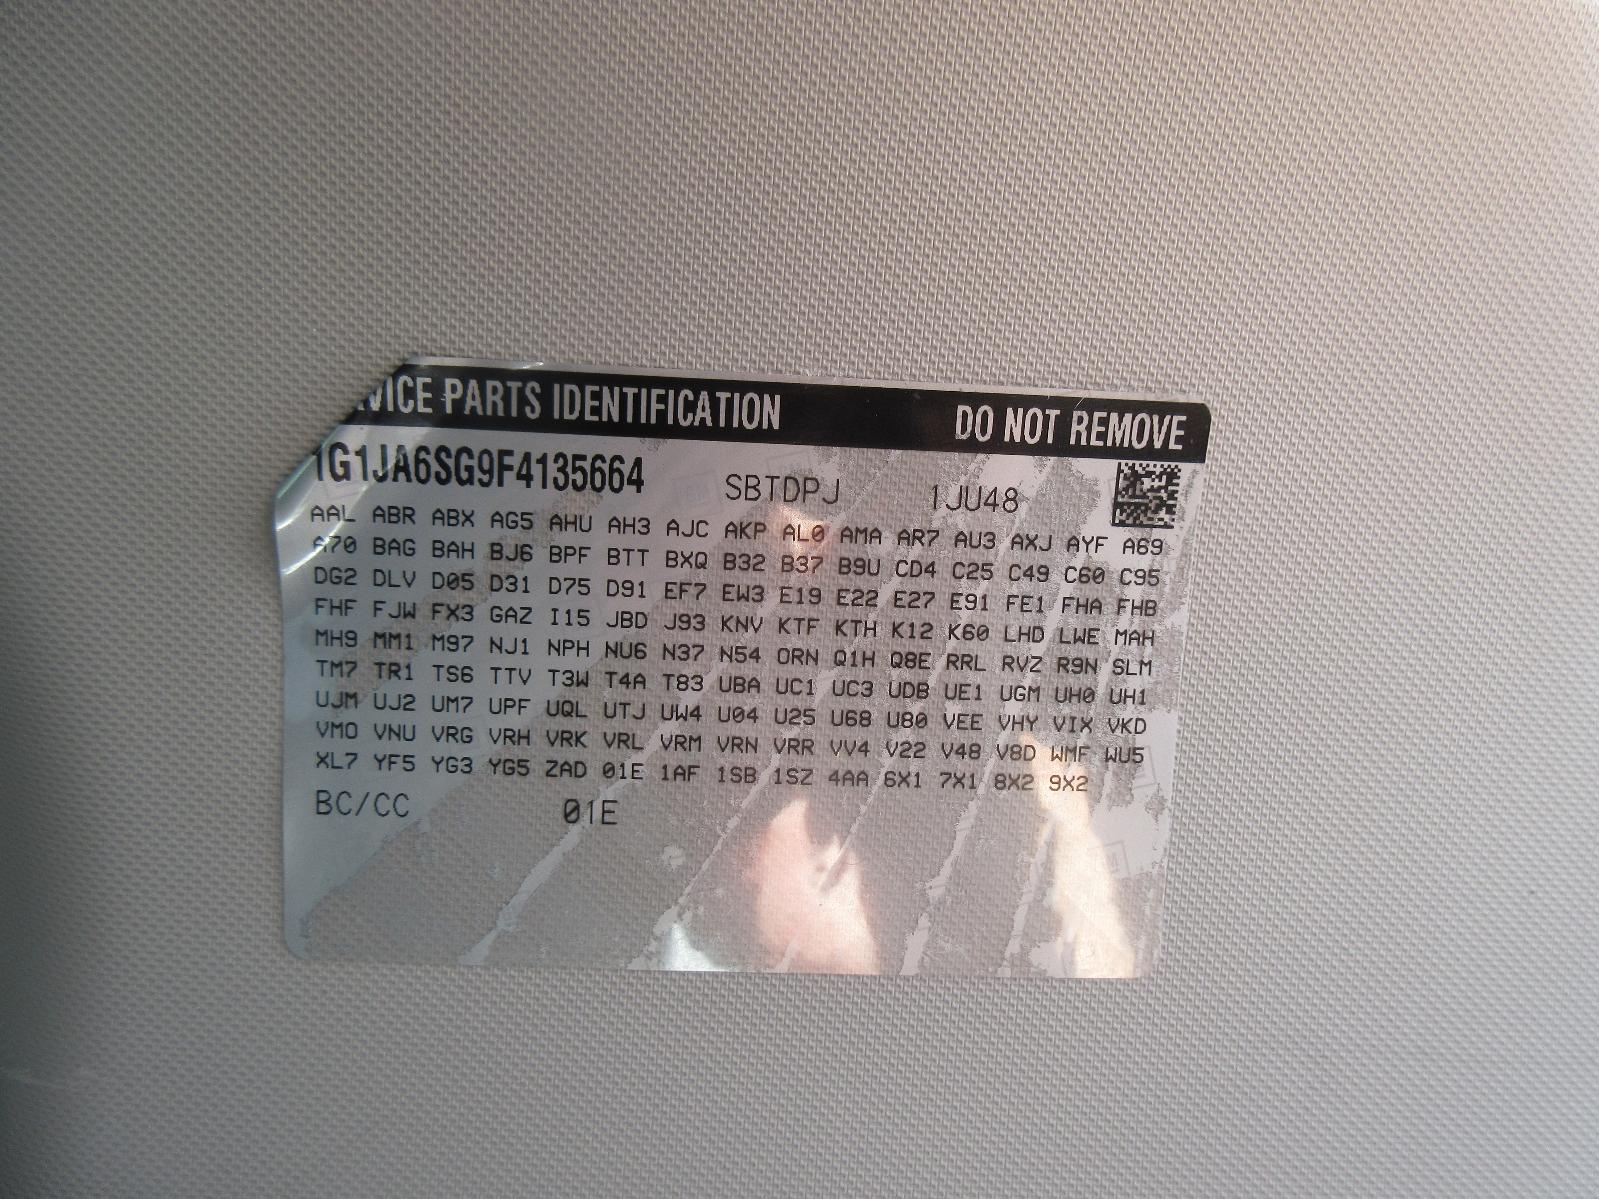 VICE PARTS IDENTIFICATION DO NOT REMOVE
1G1JA6SG9F4135664 SBTDPJ 1JU48
AAL ABR ABX AG5 AHU AH3 AJC AKP AL0 AMA AR7 AU3 AXJ AYF A69
A70 BAG BAH BJ6 BPF BTT BXQ B32 B37 B9U CD4 C25 C49 C60 C95
DG2 DLV D05 D31 D75 D91 EF7 EW3 E19 E22 E27 E91 FE1 FHA FHB
FHF FJW FX3 GAZ I15 JBD J93 KNV KTF KTH K12 K60 LHD LWE MAH
MH9 MM1 M97 NJ1 NPH NU6 N37 N54 ORN Q1H Q8E RRL RVZ R9N SLM
TM7 TR1 TS6 TTV T3W T4A T83 UBA UC1 UC3 UDB UE1 UGM UH0 UH1
UJM UJ2 UM7 UPF UQL UTJ UW4 U04 U25 U68 U80 VEE VHY VIX VKD
VMO VNU VRG VRH VRK VRL VRM VRN VRR VV4 V22 V48 V8D WMF WU5
XL7 YF5 YG3 YG5 ZAD 01E 1AF 1SB 1SZ 4AA 6X1 7X1 8X2 9X2
BC/CC 01E